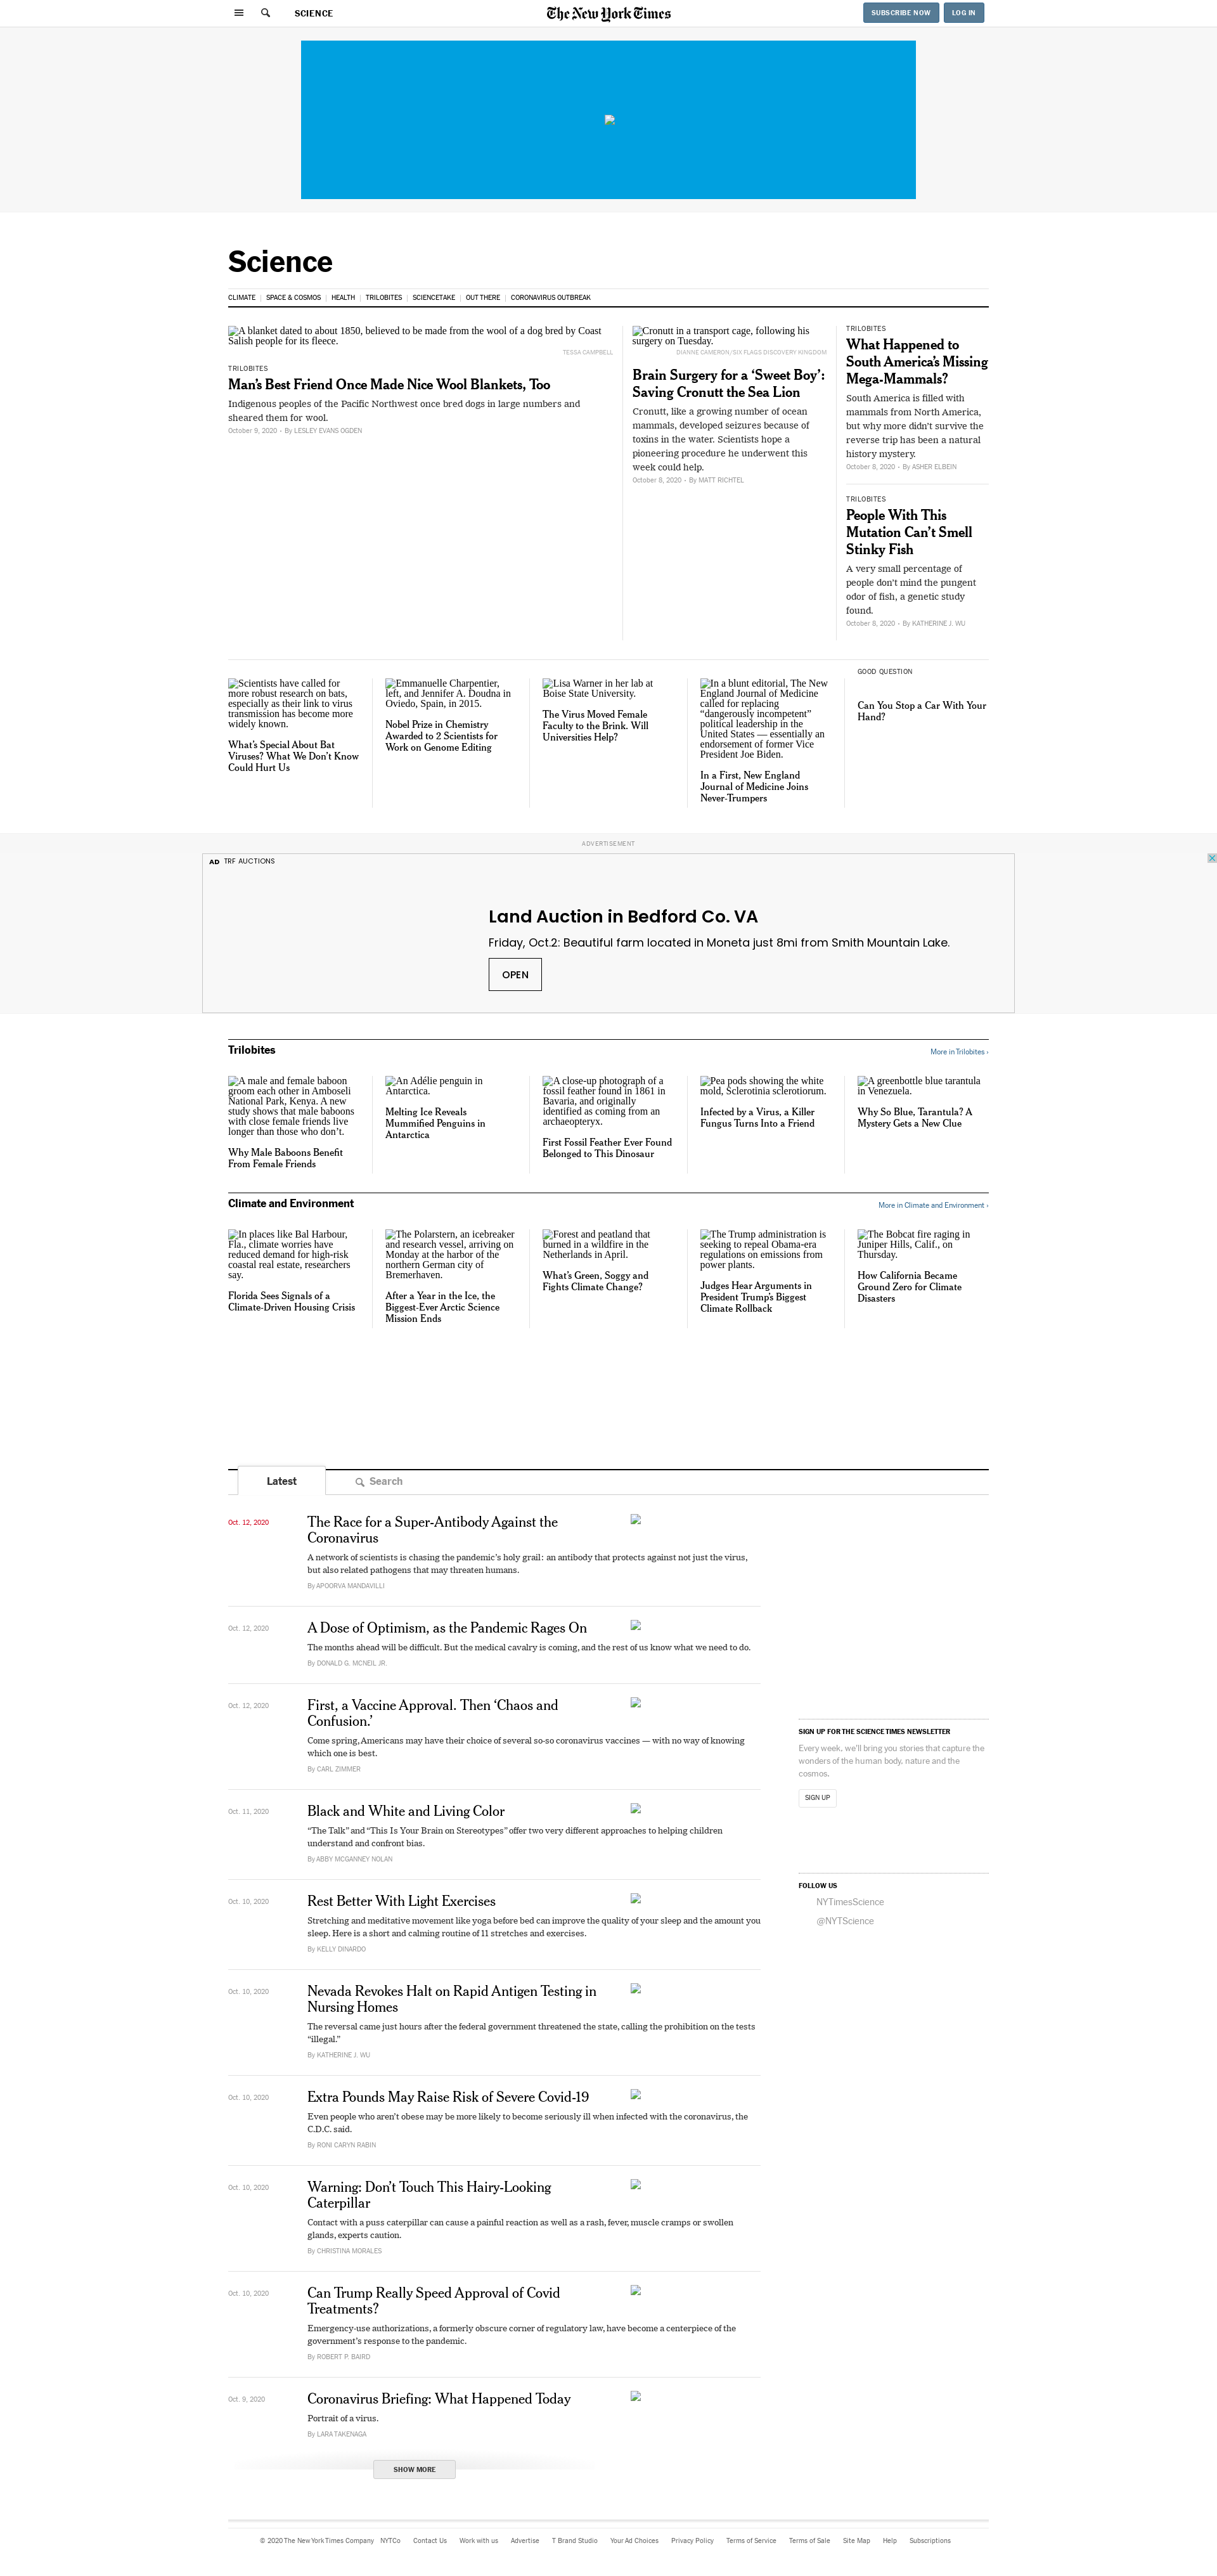 SCIENCE
The New York Times
SUBSCRIBE NOW
LOG IN
Science
CLIMATE
SPACE & COSMOS
HEALTH
TRILOBITES
SCIENCETAKE
OUT THERE
CORONAVIRUS OUTBREAK
A blanket dated to about 1850, believed to be made from the wool of a dog bred by Coast
Salish people for its fleece.
TESSA CAMPBELL
TRILOBITES
Man’s Best Friend Once Made Nice Wool Blankets, Too
Indigenous peoples of the Pacific Northwest once bred dogs in large numbers and
sheared them for wool.
October 9, 2020 - By LESLEY EVANS OGDEN
Cronutt in a transport cage, following his
surgery on Tuesday.
DIANNE CAMERON/SIX FLAGS DISCOVERY KINGDOM
Brain Surgery for a ‘Sweet Boy’:
Saving Cronutt the Sea Lion
Cronutt, like a growing number of ocean
mammals, developed seizures because of
toxins in the water. Scientists hope a
pioneering procedure he underwent this
week could help.
October 8, 2020 - By MATT RICHTEL
TRILOBITES
What Happened to
South America’s Missing
Mega-Mammals?
South America is filled with
mammals from North America,
but why more didn’t survive the
reverse trip has been a natural
history mystery.
October 8, 2020 - By ASHER ELBEIN
TRILOBITES
People With This
Mutation Can’t Smell
Stinky Fish
A very small percentage of
people don’t mind the pungent
odor of fish, a genetic study
found.
October 8, 2020 - By KATHERINE J. WU
Scientists have called for
more robust research on bats,
especially as their link to virus
transmission has become more
widely known.
What’s Special About Bat
Viruses? What We Don’t Know
Could Hurt Us
Emmanuelle Charpentier,
left, and Jennifer A. Doudna in
Oviedo, Spain, in 2015.
Nobel Prize in Chemistry
Awarded to 2 Scientists for
Work on Genome Editing
Lisa Warner in her lab at
Boise State University.
The Virus Moved Female
Faculty to the Brink. Will
Universities Help?
In a blunt editorial, The New
England Journal of Medicine
called for replacing
“dangerously incompetent”
political leadership in the
United States — essentially an
endorsement of former Vice
President Joe Biden.
In a First, New England
Journal of Medicine Joins
Never-Trumpers
GOOD QUESTION
Can You Stop a Car With Your
Hand?
ADVERTISEMENT
AD TRF AUCTIONS
Land Auction in Bedford Co. VA
Friday, Oct.2: Beautiful farm located in Moneta just 8mi from Smith Mountain Lake.
OPEN
Trilobites
More in Trilobites ›
A male and female baboon
groom each other in Amboseli
National Park, Kenya. A new
study shows that male baboons
with close female friends live
longer than those who don’t.
Why Male Baboons Benefit
From Female Friends
An Adélie penguin in
Antarctica.
Melting Ice Reveals
Mummified Penguins in
Antarctica
A close-up photograph of a
fossil feather found in 1861 in
Bavaria, and originally
identified as coming from an
archaeopteryx.
First Fossil Feather Ever Found
Belonged to This Dinosaur
Pea pods showing the white
mold, Sclerotinia sclerotiorum.
Infected by a Virus, a Killer
Fungus Turns Into a Friend
A greenbottle blue tarantula
in Venezuela.
Why So Blue, Tarantula? A
Mystery Gets a New Clue
Climate and Environment
More in Climate and Environment ›
In places like Bal Harbour,
Fla., climate worries have
reduced demand for high-risk
coastal real estate, researchers
say.
Florida Sees Signals of a
Climate-Driven Housing Crisis
The Polarstern, an icebreaker
and research vessel, arriving on
Monday at the harbor of the
northern German city of
Bremerhaven.
After a Year in the Ice, the
Biggest-Ever Arctic Science
Mission Ends
Forest and peatland that
burned in a wildfire in the
Netherlands in April.
What’s Green, Soggy and
Fights Climate Change?
The Trump administration is
seeking to repeal Obama-era
regulations on emissions from
power plants.
Judges Hear Arguments in
President Trump’s Biggest
Climate Rollback
The Bobcat fire raging in
Juniper Hills, Calif., on
Thursday.
How California Became
Ground Zero for Climate
Disasters
Latest
Search
Oct. 12, 2020
The Race for a Super-Antibody Against the
Coronavirus
A network of scientists is chasing the pandemic’s holy grail: an antibody that protects against not just the virus,
but also related pathogens that may threaten humans.
By APOORVA MANDAVILLI
Oct. 12, 2020
A Dose of Optimism, as the Pandemic Rages On
The months ahead will be difficult. But the medical cavalry is coming, and the rest of us know what we need to do.
By DONALD G. MCNEIL JR.
Oct. 12, 2020
First, a Vaccine Approval. Then ‘Chaos and
Confusion.’
Come spring, Americans may have their choice of several so-so coronavirus vaccines — with no way of knowing
which one is best.
By CARL ZIMMER
Oct. 11, 2020
Black and White and Living Color
“The Talk” and “This Is Your Brain on Stereotypes” offer two very different approaches to helping children
understand and confront bias.
By ABBY MCGANNEY NOLAN
Oct. 10, 2020
Rest Better With Light Exercises
Stretching and meditative movement like yoga before bed can improve the quality of your sleep and the amount you
sleep. Here is a short and calming routine of 11 stretches and exercises.
By KELLY DINARDO
Oct. 10, 2020
Nevada Revokes Halt on Rapid Antigen Testing in
Nursing Homes
The reversal came just hours after the federal government threatened the state, calling the prohibition on the tests
“illegal.”
By KATHERINE J. WU
Oct. 10, 2020
Extra Pounds May Raise Risk of Severe Covid-19
Even people who aren’t obese may be more likely to become seriously ill when infected with the coronavirus, the
C.D.C. said.
By RONI CARYN RABIN
Oct. 10, 2020
Warning: Don’t Touch This Hairy-Looking
Caterpillar
Contact with a puss caterpillar can cause a painful reaction as well as a rash, fever, muscle cramps or swollen
glands, experts caution.
By CHRISTINA MORALES
Oct. 10, 2020
Can Trump Really Speed Approval of Covid
Treatments?
Emergency-use authorizations, a formerly obscure corner of regulatory law, have become a centerpiece of the
government’s response to the pandemic.
By ROBERT P. BAIRD
Oct. 9, 2020
Coronavirus Briefing: What Happened Today
Portrait of a virus.
By LARA TAKENAGA
SHOW MORE
SIGN UP FOR THE SCIENCE TIMES NEWSLETTER
Every week, we’ll bring you stories that capture the
wonders of the human body, nature and the
cosmos.
SIGN UP
FOLLOW US
NYTimesScience
@NYTScience
© 2020 The New York Times Company NYTCo Contact Us Work with us Advertise T Brand Studio Your Ad Choices Privacy Policy Terms of Service Terms of Sale Site Map Help Subscriptions